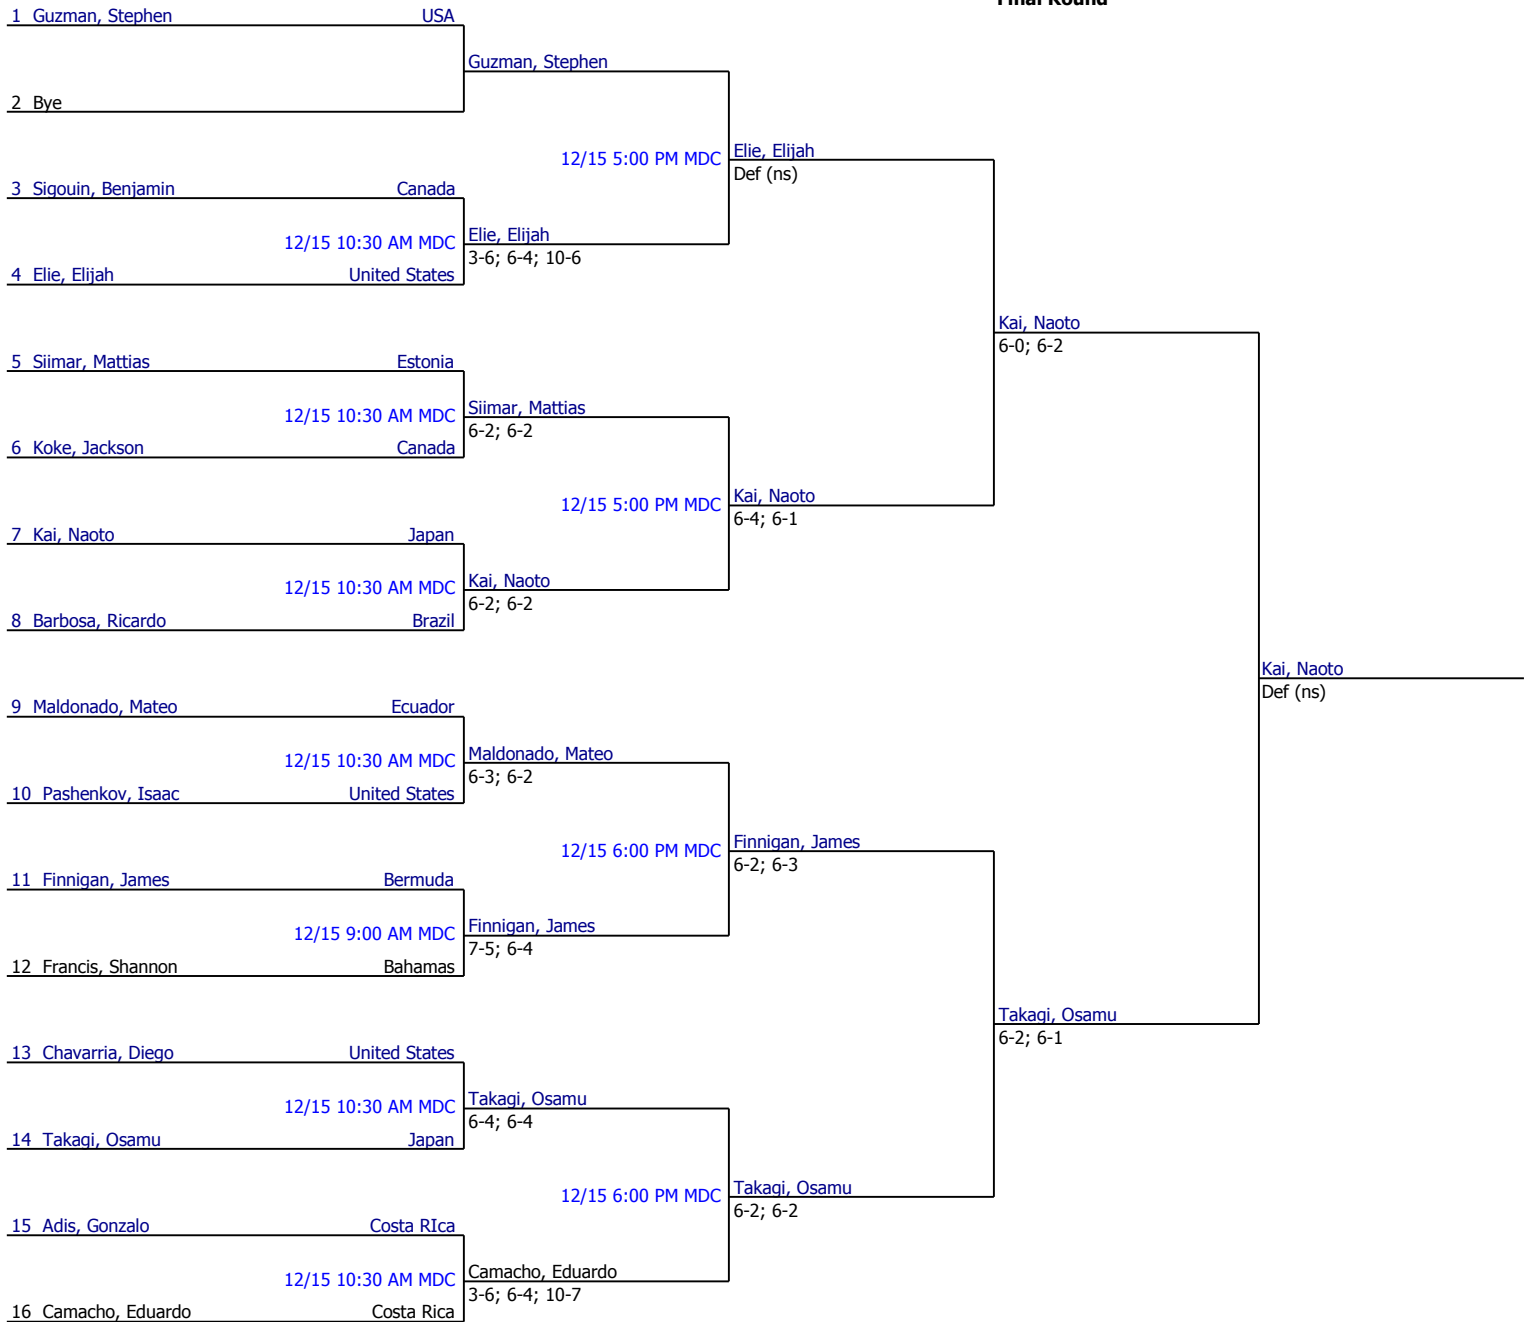 Final Round
1 Guzman, Stephen USA
Guzman, Stephen
2 Bye
12/15 5:00 PM MDC Elie, Elijah
Def (ns)
3 Sigouin, Benjamin Canada
12/15 10:30 AM MDC Elie, Elijah
3-6; 6-4; 10-6
4 Elie, Elijah United States
Kai, Naoto
6-0; 6-2
5 Siimar, Mattias Estonia
12/15 10:30 AM MDC Siimar, Mattias
6-2; 6-2
6 Koke, Jackson Canada
12/15 5:00 PM MDC Kai, Naoto
6-4; 6-1
7 Kai, Naoto Japan
12/15 10:30 AM MDC Kai, Naoto
6-2; 6-2
8 Barbosa, Ricardo Brazil
Kai, Naoto
Def (ns)
9 Maldonado, Mateo Ecuador
12/15 10:30 AM MDC Maldonado, Mateo
6-3; 6-2
10 Pashenkov, Isaac United States
12/15 6:00 PM MDC Finnigan, James
6-2; 6-3
11 Finnigan, James Bermuda
12/15 9:00 AM MDC Finnigan, James
7-5; 6-4
12 Francis, Shannon Bahamas
Takagi, Osamu
6-2; 6-1
13 Chavarria, Diego United States
12/15 10:30 AM MDC Takagi, Osamu
6-4; 6-4
14 Takagi, Osamu Japan
12/15 6:00 PM MDC Takagi, Osamu
6-2; 6-2
15 Adis, Gonzalo Costa RIca
12/15 10:30 AM MDC Camacho, Eduardo
3-6; 6-4; 10-7
16 Camacho, Eduardo Costa Rica